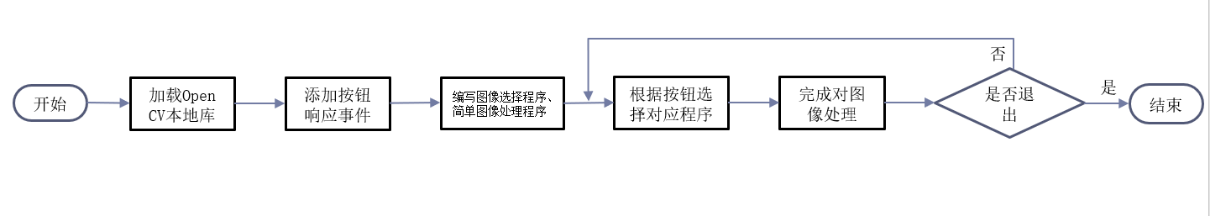 开始
加载Open
CV本地库
添加按钮
响应事件
编写图像选择程序、
简单图像处理程序
根据按钮选
择对应程序
完成对图
像处理
否
是否退
出
是
结束